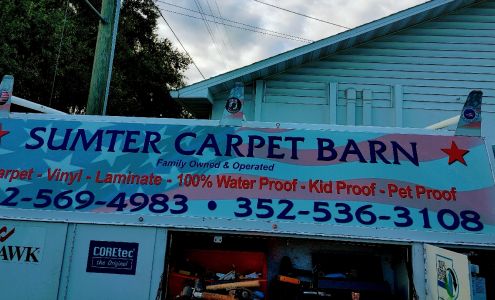 SUMTER CARPET BARN
Family Owned & Operated
arpet - Vinyl - Laminate - 100% Water Proof - Kid Proof - Pet Proof
2-569-4983 • 352-536-3108
AWK
COREtec
the Original